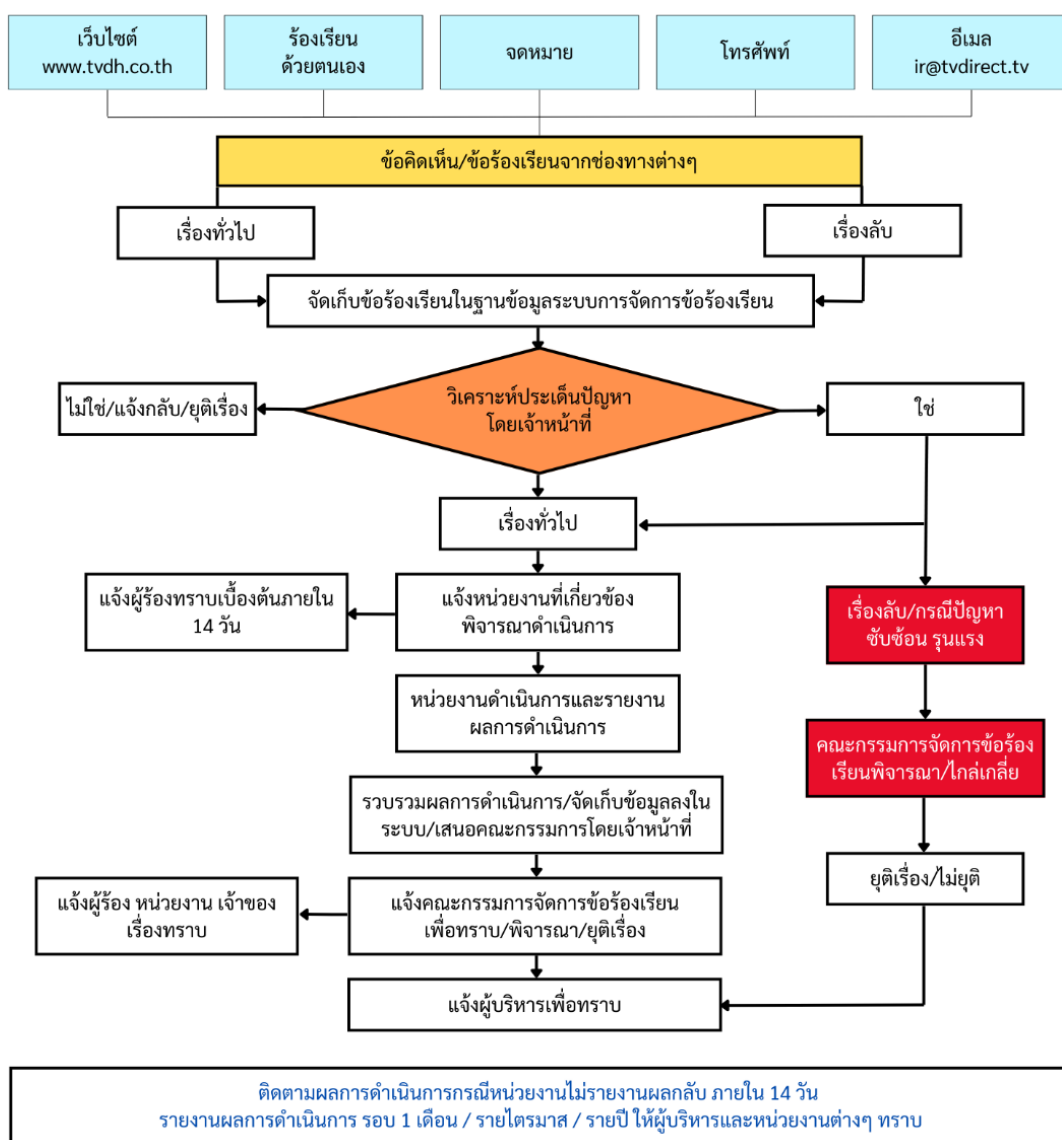 เว็บไซต์
www.tvdh.co.th
ร้องเรียน
ด้วยตนเอง
จดหมาย
โทรศัพท์
อีเมล
ir@tvdirect.tv
ข้อคิดเห็น/ข้อร้องเรียนจากช่องทางต่างๆ
เรื่องทั่วไป
เรื่องลับ
จัดเก็บข้อร้องเรียนในฐานข้อมูลระบบการจัดการข้อร้องเรียน
ไม่ใช่/แจ้งกลับ/ยุติเรื่อง
วิเคราะห์ประเด็นปัญหา
โดยเจ้าหน้าที่
ใช่
เรื่องทั่วไป
แจ้งผู้ร้องทราบเบื้องต้นภายใน
14 วัน
แจ้งหน่วยงานที่เกี่ยวข้อง
พิจารณาดำเนินการ
เรื่องลับ/กรณีปัญหา
ซับซ้อน รุนแรง
หน่วยงานดำเนินการและรายงาน
ผลการดำเนินการ
คณะกรรมการจัดการข้อร้อง
เรียนพิจารณา/ไกล่เกลี่ย
รวบรวมผลการดำเนินการ/จัดเก็บข้อมูลลงใน
ระบบ/เสนอคณะกรรมการโดยเจ้าหน้าที่
ยุติเรื่อง/ไม่ยุติ
แจ้งผู้ร้อง หน่วยงาน เจ้าของ
เรื่องทราบ
แจ้งคณะกรรมการจัดการข้อร้องเรียน
เพื่อทราบ/พิจารณา/ยุติเรื่อง
แจ้งผู้บริหารเพื่อทราบ
ติดตามผลการดำเนินการกรณีหน่วยงานไม่รายงานผลกลับ ภายใน 14 วัน
รายงานผลการดำเนินการ รอบ 1 เดือน / รายไตรมาส / รายปี ให้ผู้บริหารและหน่วยงานต่างๆ ทราบ